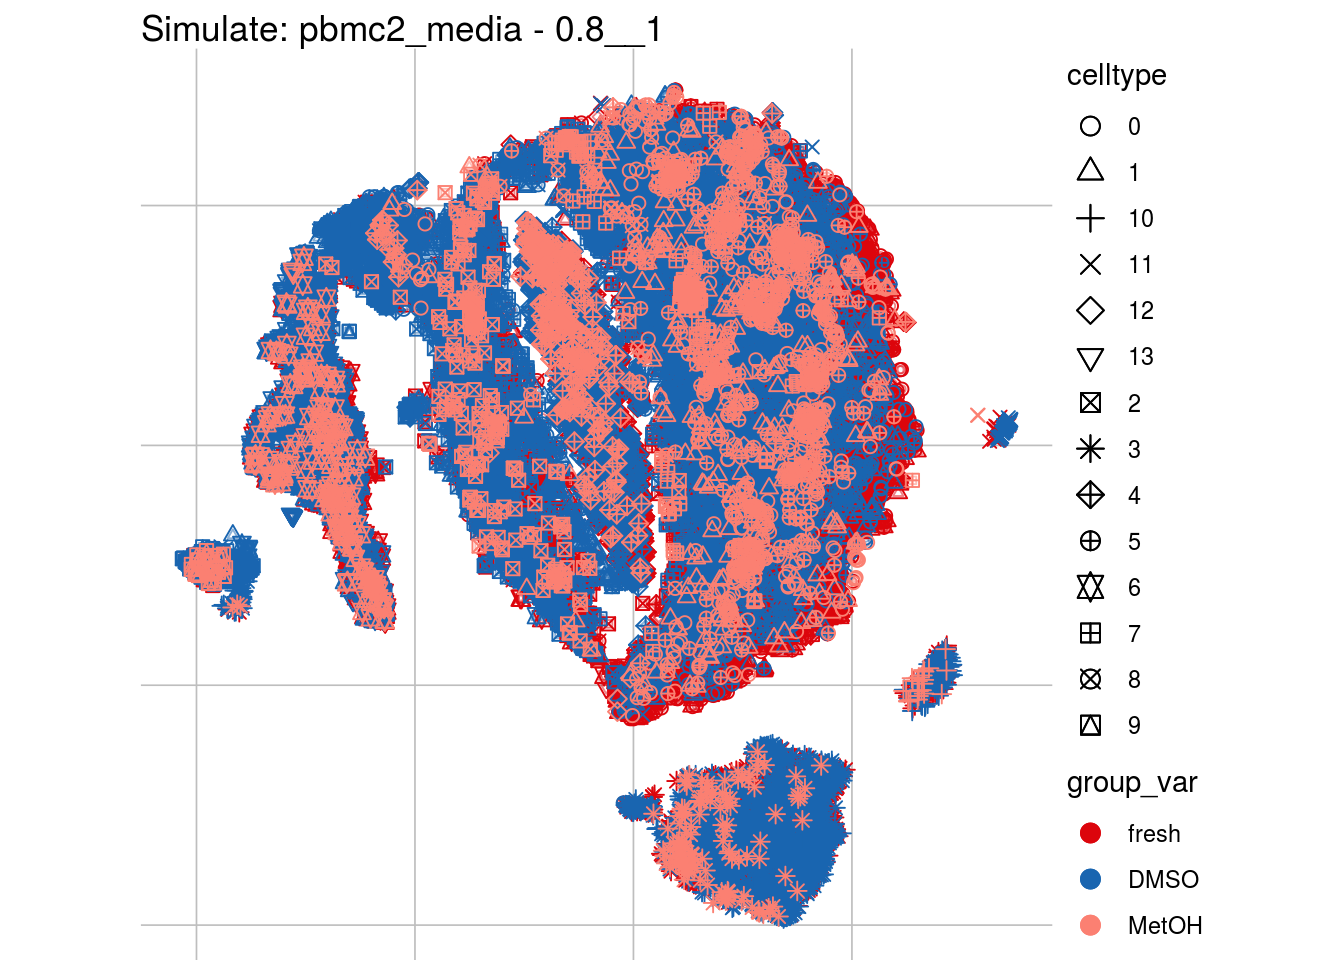 Simulate: pbmc2_media - 0.8__1
celltype
0
1
10
11
12
13
2
3
4
5
6
7
8
9
group_var
fresh
DMSO
MetOH